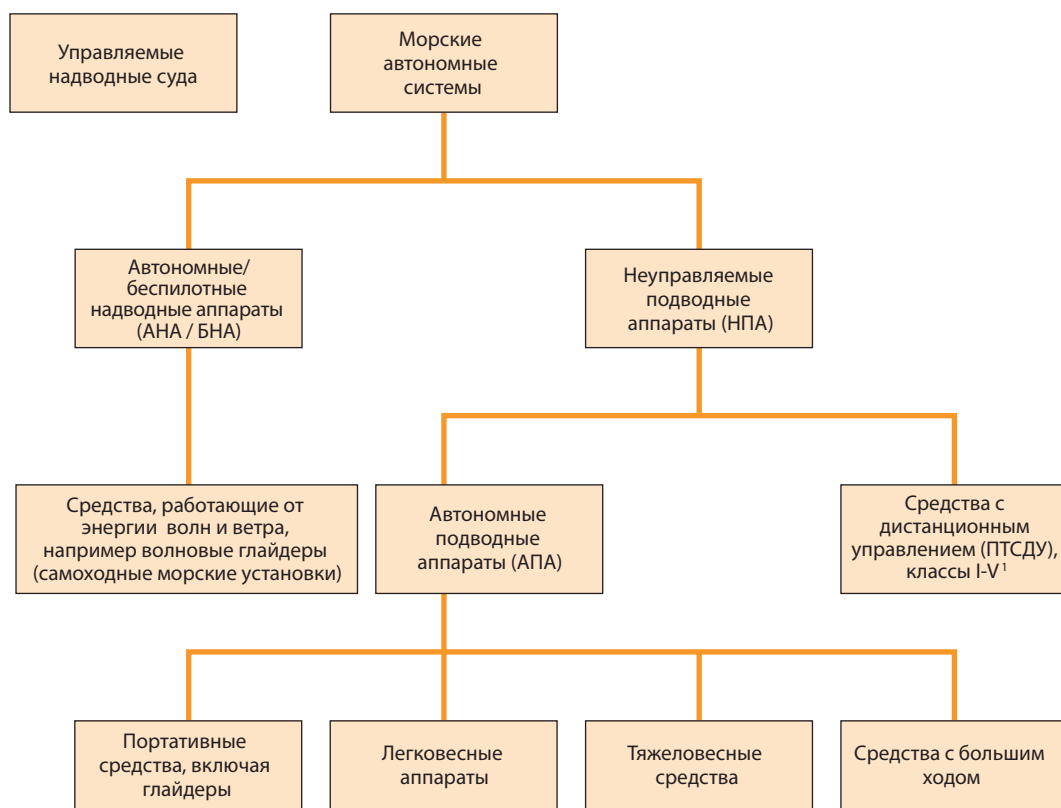 Управляемые
надводные суда
Морские
автономные
системы
Автономные/
беспилотные
надводные аппараты
(АНА / БНА)
Неуправляемые
подводные
аппараты (НПА)
Средства, работающие от
энергии волн и ветра,
например волновые глайдеры
(самоходные морские установки)
Автономные
подводные
аппараты (АПА)
Средства с
дистанционным
управлением (ПТСДУ),
классы I-V ¹
Портативные
средства, включая
глайдеры
Легковесные
аппараты
Тяжеловесные
средства
Средства с большим
ходом